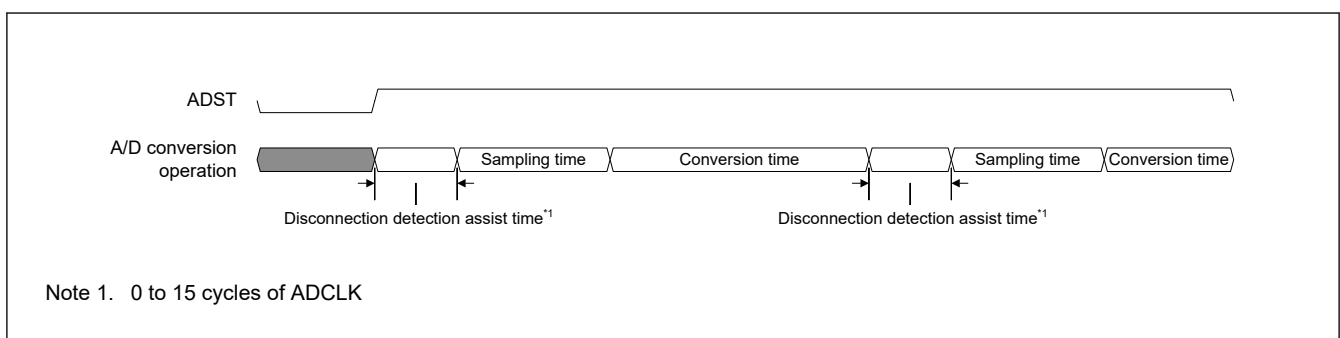 ADST
A/D conversion
operation
Sampling time
Conversion time
Sampling time
Conversion time
Disconnection detection assist time*1
Disconnection detection assist time*1
Note 1. 0 to 15 cycles of ADCLK